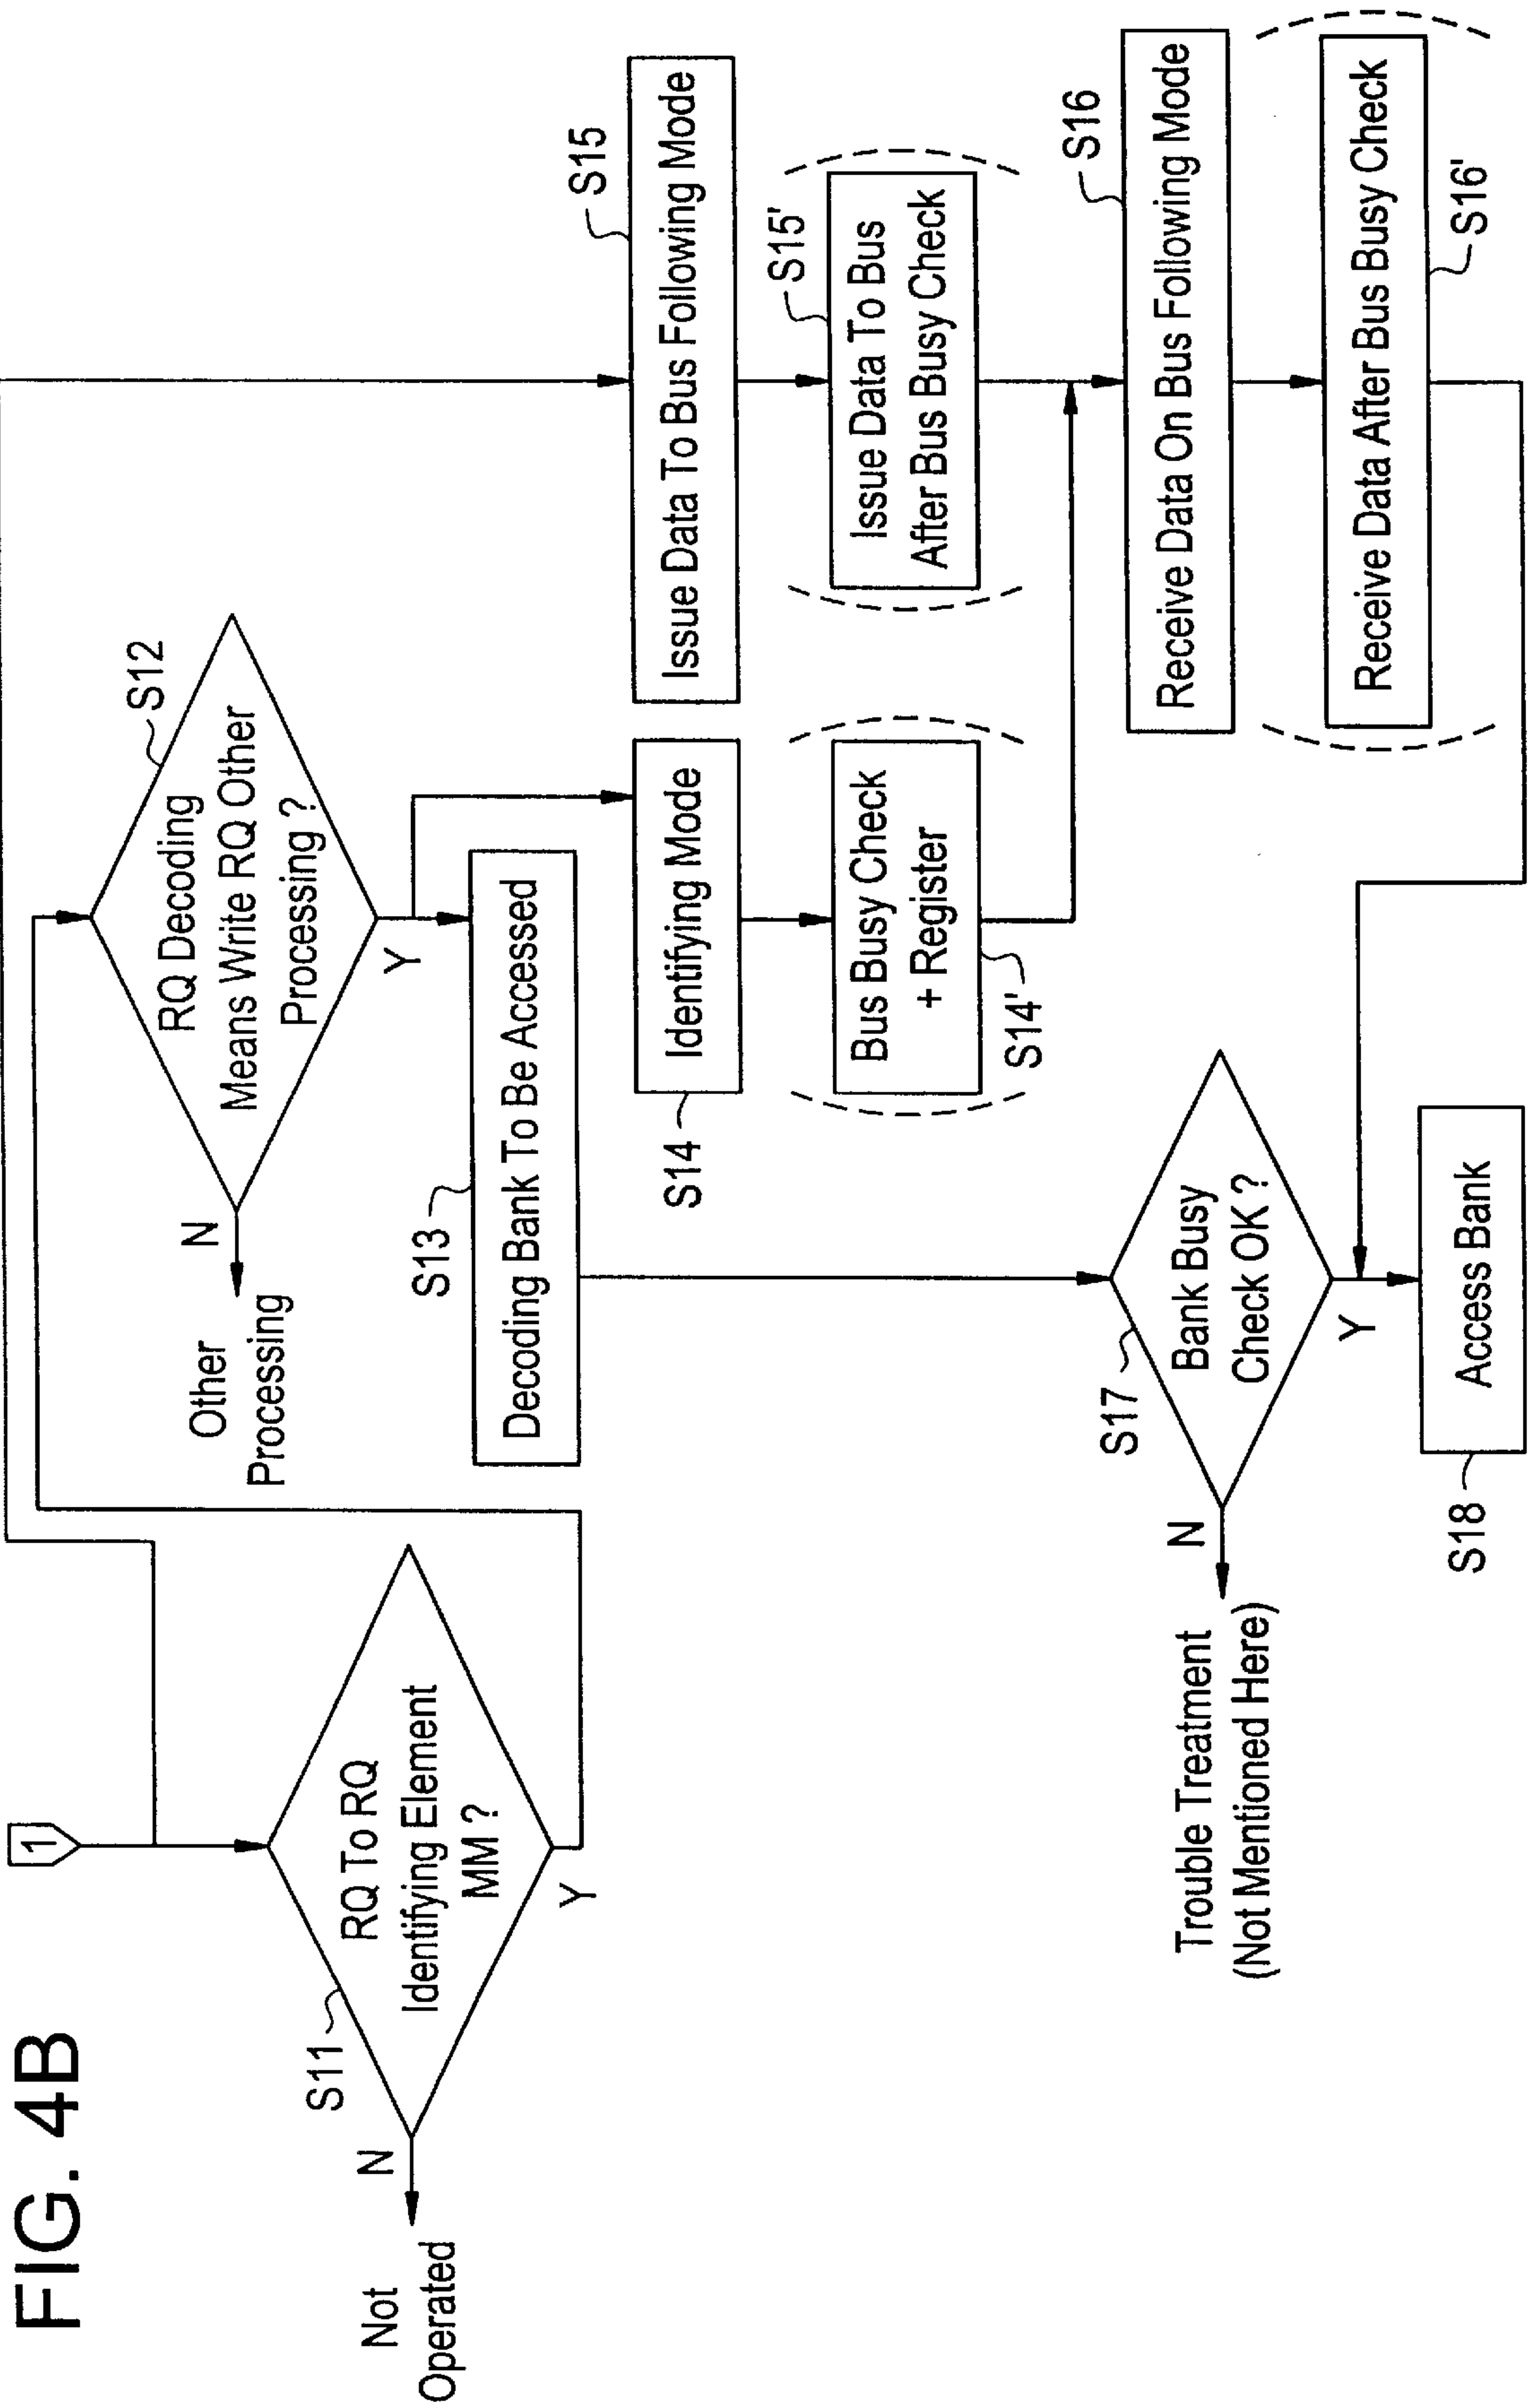 FIG. 4B
1
S11
RQ To RQ
Identifying Element
MM ?
N
Not
Operated
Y
S12
RQ Decoding
Means Write RQ Other
Processing ?
N
Other
Processing
Y
S13
Decoding Bank To Be Accessed
S14
Identifying Mode
Bus Busy Check
+ Register
S14'
S15
Issue Data To Bus Following Mode
S15'
Issue Data To Bus
After Bus Busy Check
S16
Receive Data On Bus Following Mode
Receive Data After Bus Busy Check
S16'
S17
Bank Busy
Check OK ?
N
Trouble Treatment
(Not Mentioned Here)
Y
S18
Access Bank